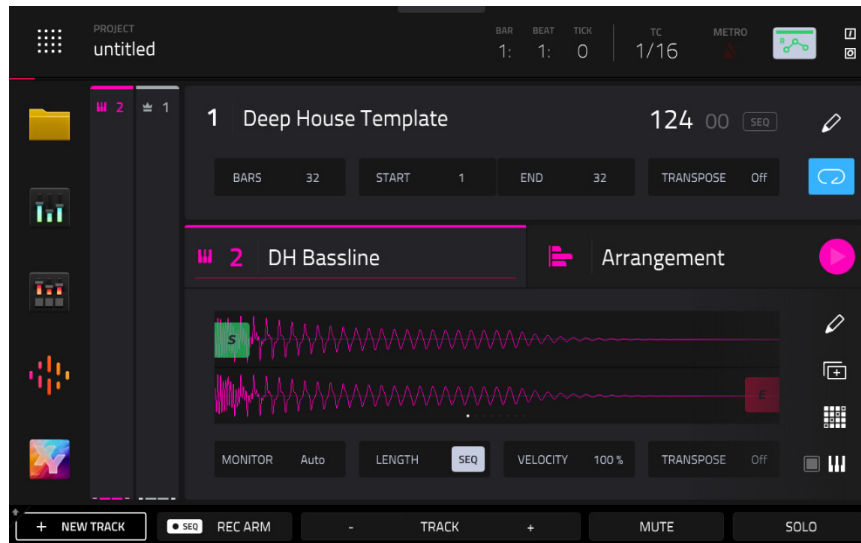 PROJECT
untitled
BAR BEAT TICK
1: 1: 0
TC
1/16
METRO
R
2 1
1 Deep House Template
124 00 SEQ
BARS 32 START 1 END 32 TRANSPOSE Off
2 DH Bassline
Arrangement
S
E
MONITOR Auto LENGTH SEQ VELOCITY 100 % TRANSPOSE Off
XY
+ NEW TRACK SEQ REC ARM - TRACK + MUTE SOLO